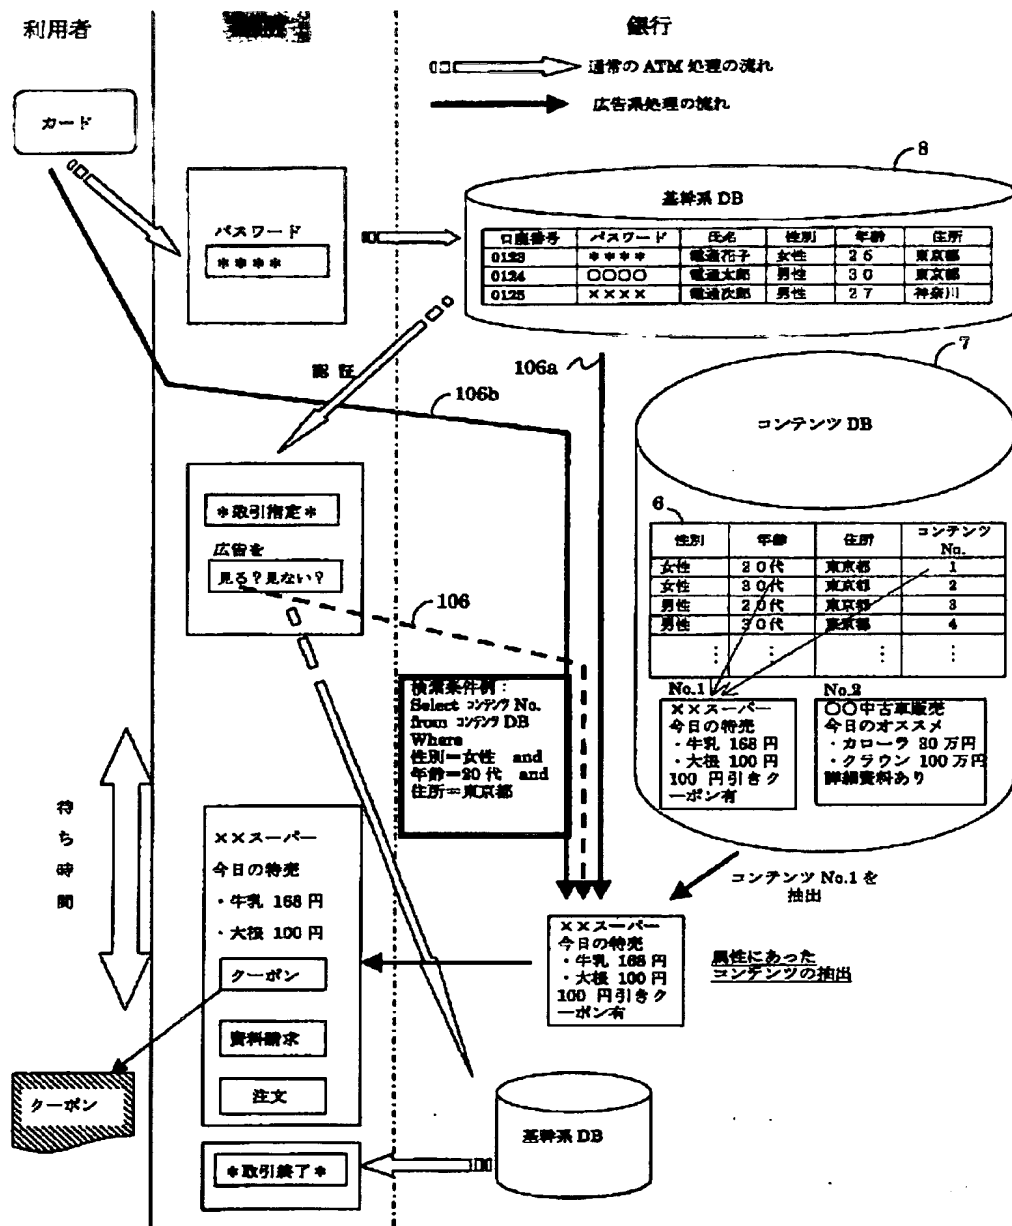 利用者
銀行
通常の ATM 処理の流れ
広告系処理の流れ
カード
8
基幹系 DB
パスワード
****
口座番号 パスワード 氏名 性別 年齢 住所
0123 **** 電通花子 女性 25 東京都
0124 ○○○○ 電通太郎 男性 30 東京都
0125 ×××× 電通次郎 男性 27 神奈川
認証
106a
106b
7
コンテンツ DB
*取引指定*
広告を
見る?見ない?
106
6
性別 年齢 住所 コンテンツ No.
女性 20代 東京都 1
女性 30代 東京都 2
男性 20代 東京都 3
男性 30代 東京都 4
⋮ ⋮ ⋮ ⋮
No.1
××スーパー
今日の特売
・牛乳 168 円
・大根 100 円
100 円引きク
ーポン有
No.2
○○中古車販売
今日のオススメ
・カローラ 80 万円
・クラウン 100 万円
詳細資料あり
検索条件例:
Select コンテンツ No.
from コンテンツ DB
Where
性別=女性 and
年齢=20代 and
住所=東京都
待ち時間
××スーパー
今日の特売
・牛乳 168 円
・大根 100 円
クーポン
資料請求
注文
コンテンツ No.1 を
抽出
××スーパー
今日の特売
・牛乳 168 円
・大根 100 円
100 円引きク
ーポン有
属性にあった
コンテンツの抽出
クーポン
基幹系 DB
*取引終了*